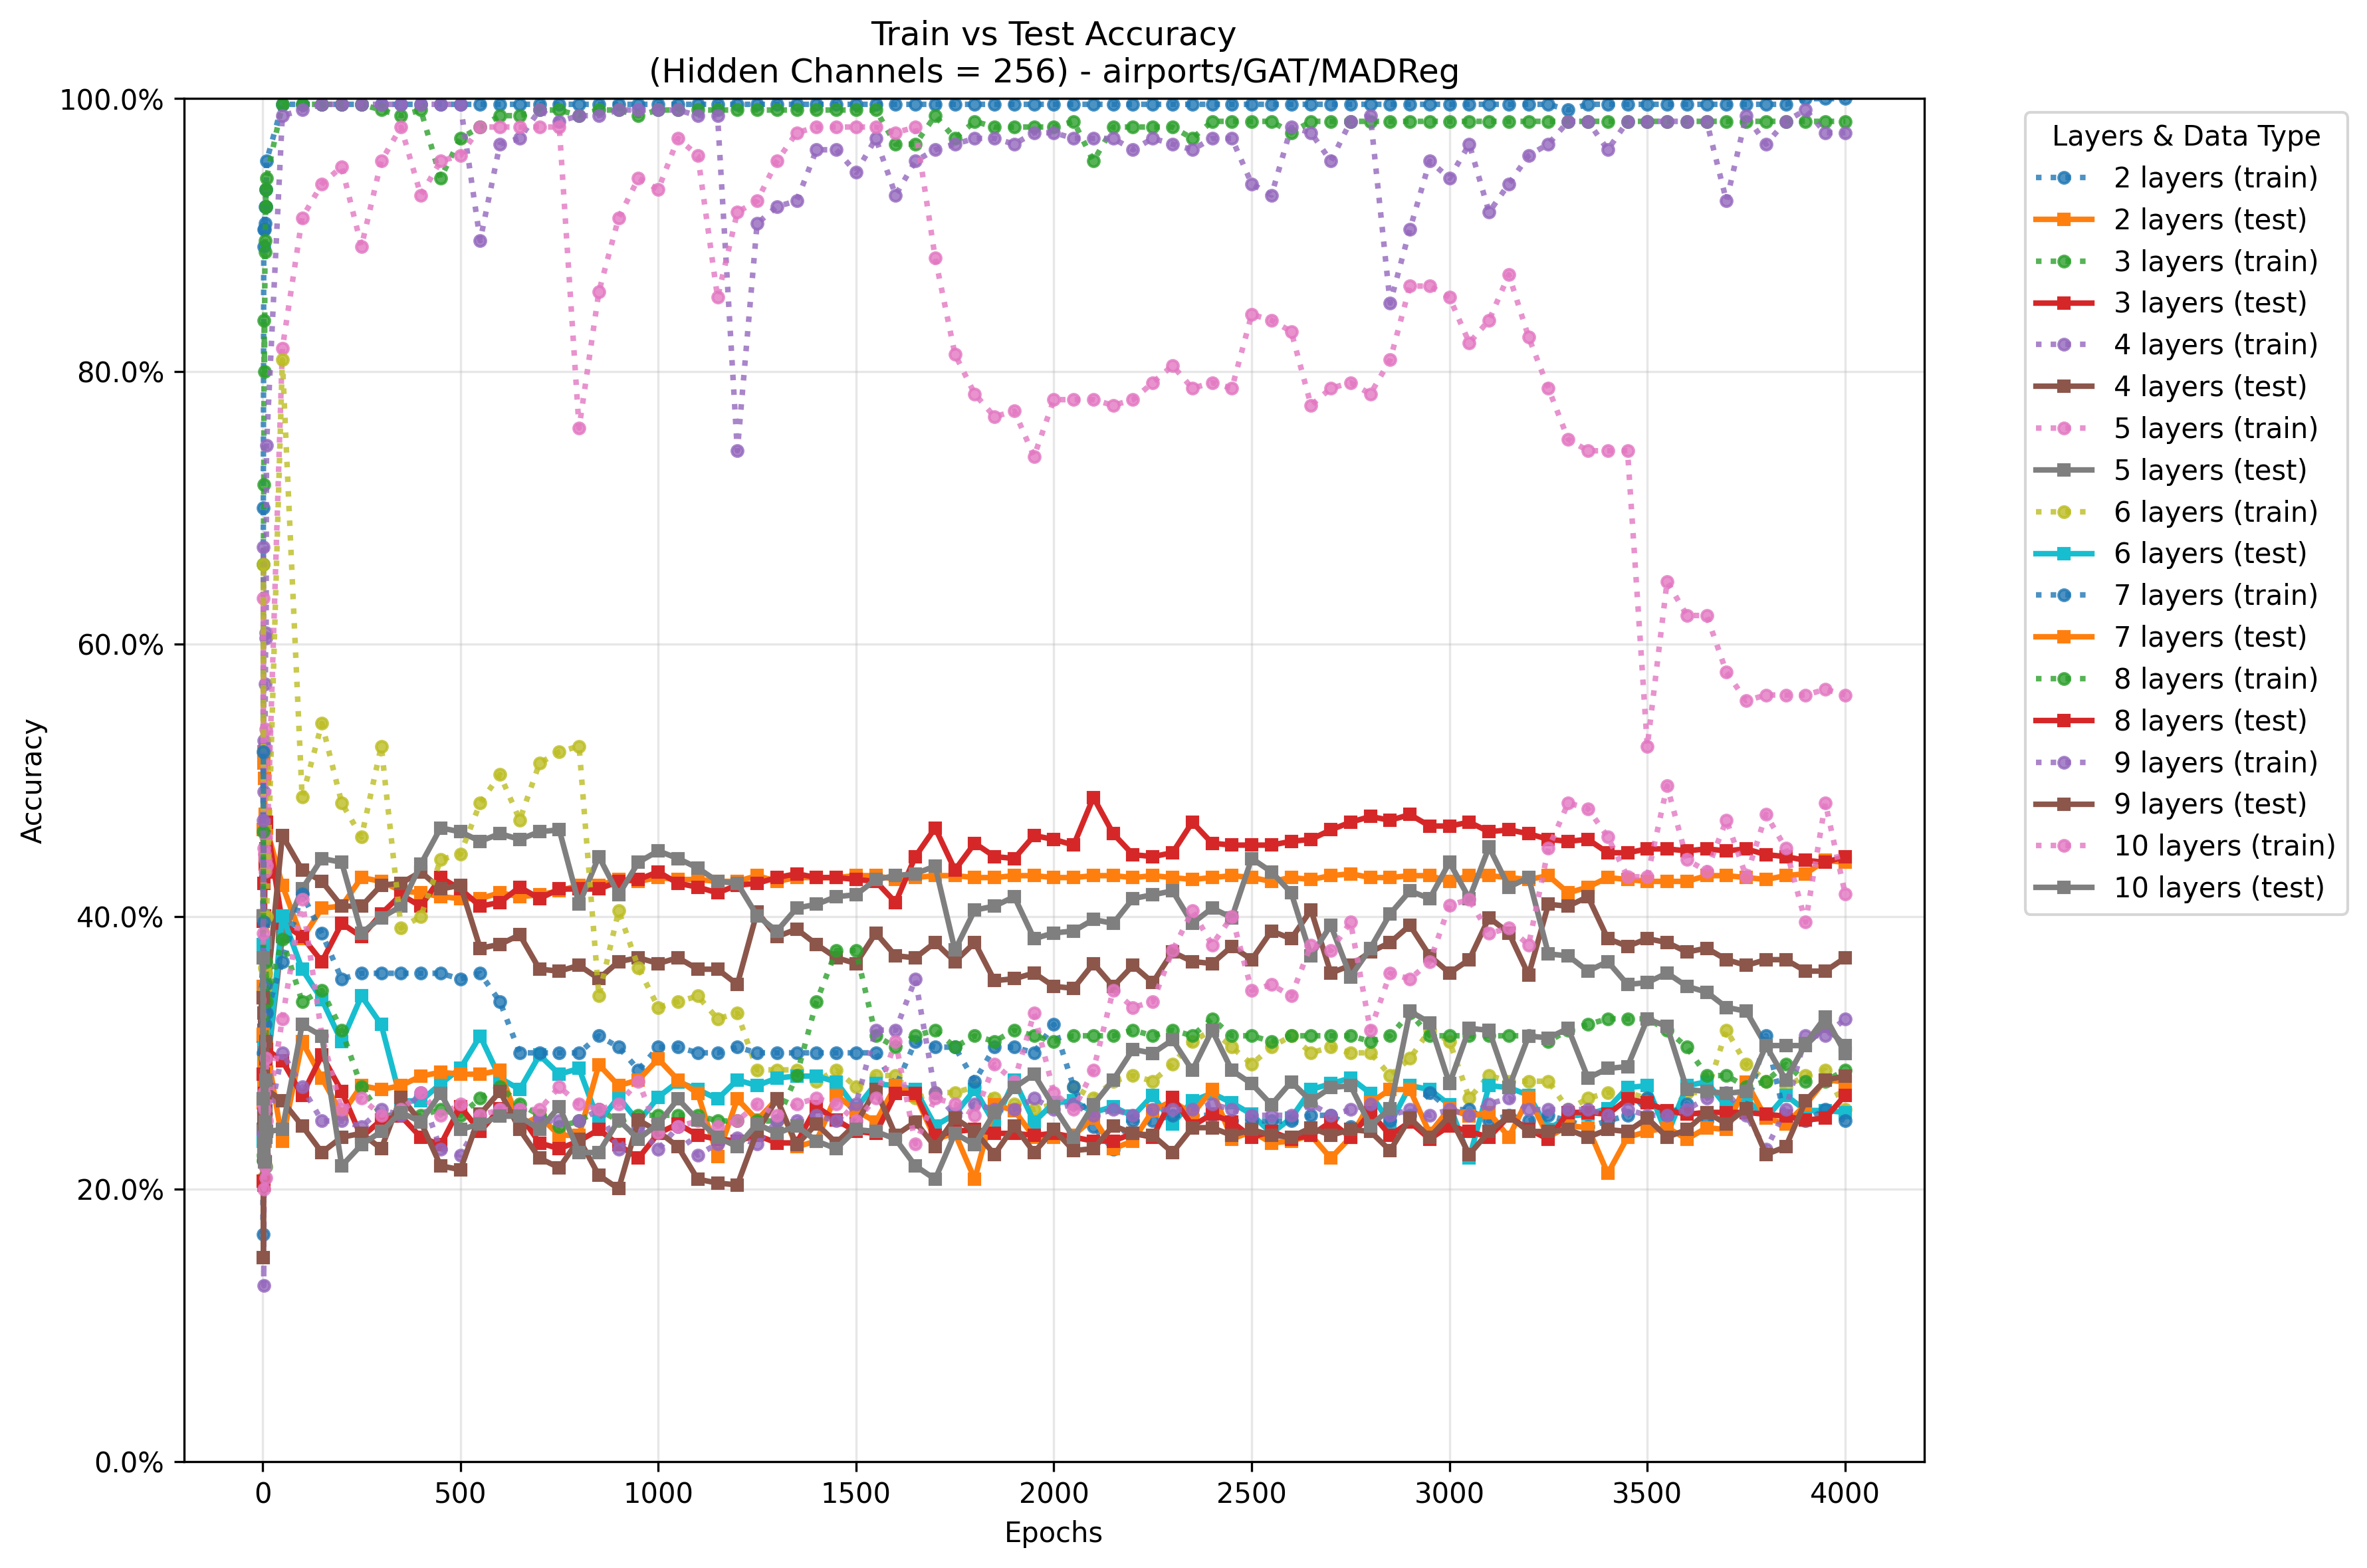 Train vs Test Accuracy
(Hidden Channels = 256) - airports/GAT/MADReg
100.0%
80.0%
60.0%
40.0%
20.0%
0.0%
Accuracy
0
500
1000
1500
2000
2500
3000
3500
4000
Epochs
Layers & Data Type
2 layers (train)
2 layers (test)
3 layers (train)
3 layers (test)
4 layers (train)
4 layers (test)
5 layers (train)
5 layers (test)
6 layers (train)
6 layers (test)
7 layers (train)
7 layers (test)
8 layers (train)
8 layers (test)
9 layers (train)
9 layers (test)
10 layers (train)
10 layers (test)